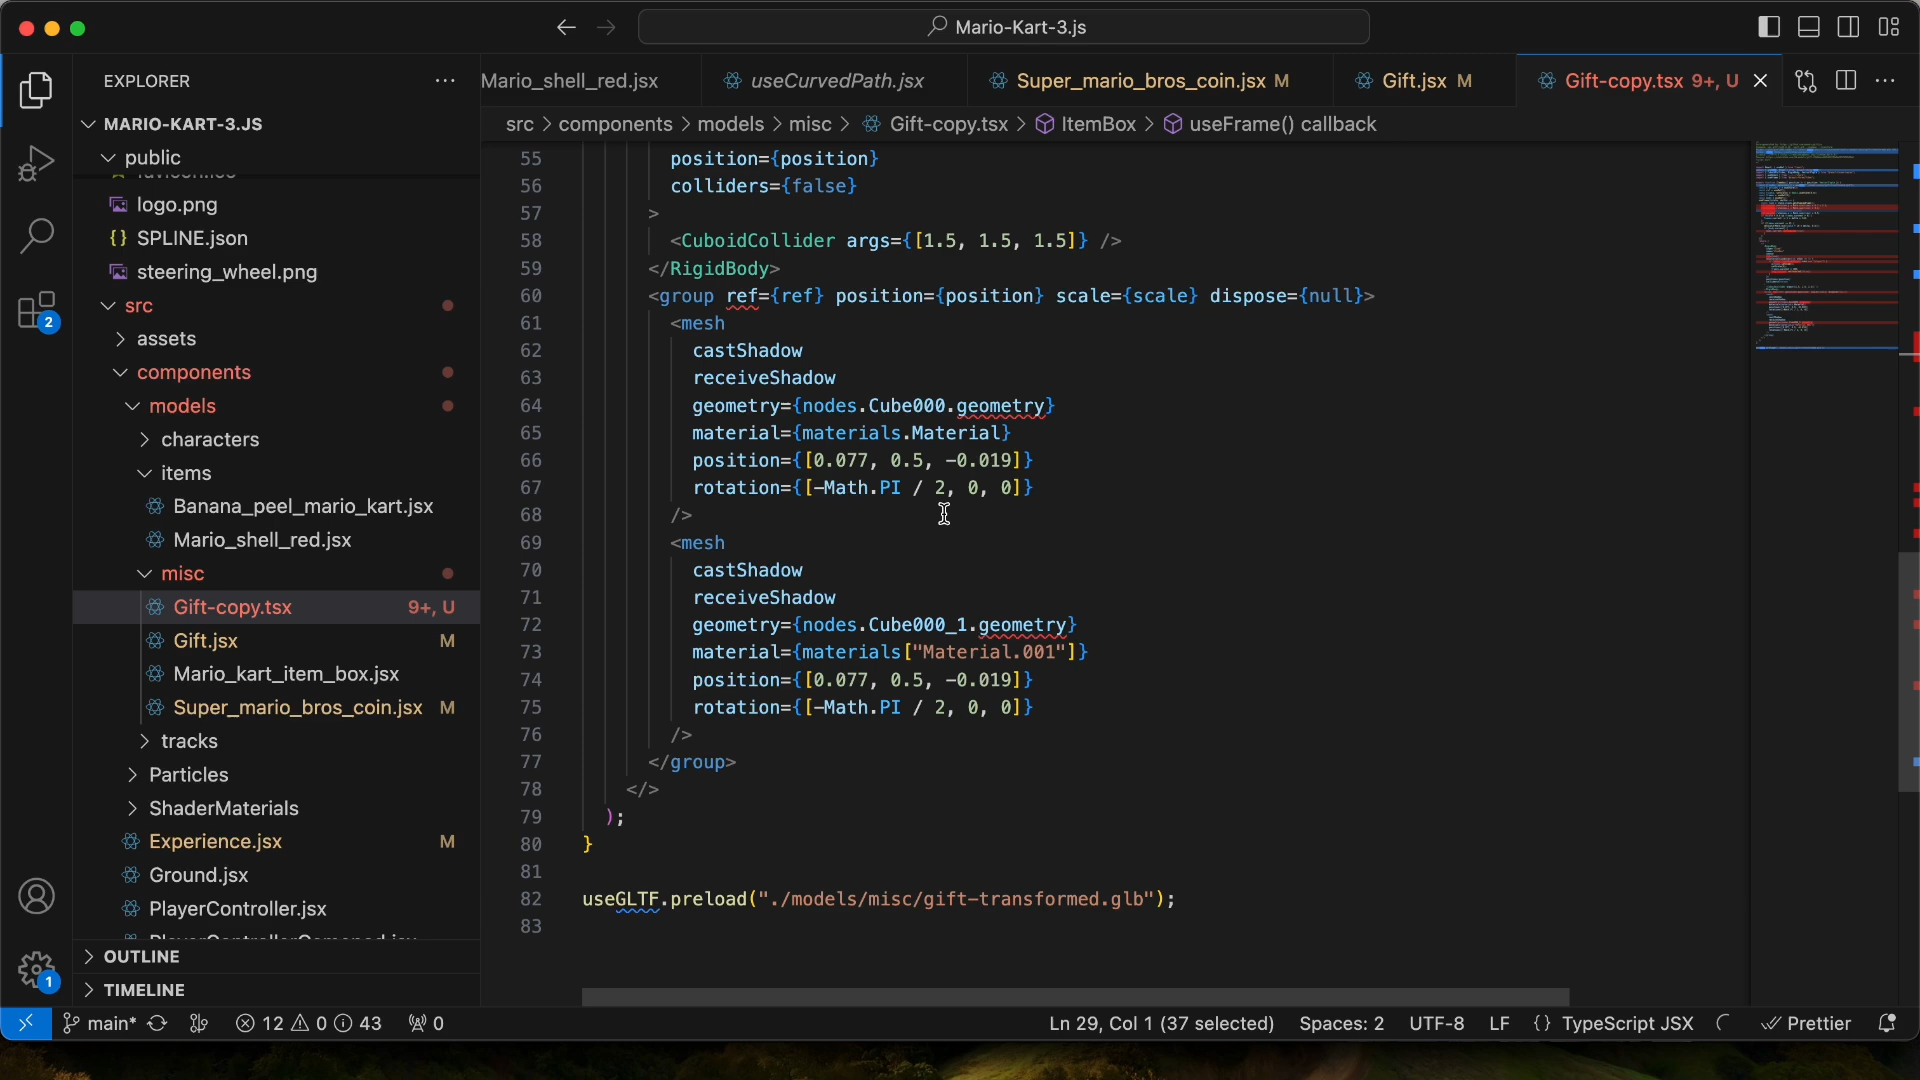 Mario-Kart-3.js
EXPLORER
MARIO-KART-3.JS
public
logo.png
{} SPLINE.json
steering_wheel.png
src
assets
components
models
characters
items
Banana_peel_mario_kart.jsx
Mario_shell_red.jsx
misc
Gift-copy.tsx 9+, U
Gift.jsx M
Mario_kart_item_box.jsx
Super_mario_bros_coin.jsx M
tracks
Particles
ShaderMaterials
Experience.jsx M
Ground.jsx
PlayerController.jsx
OUTLINE
TIMELINE
2
1
Mario_shell_red.jsx useCurvedPath.jsx Super_mario_bros_coin.jsx M Gift.jsx M Gift-copy.tsx 9+, U
src > components > models > misc > Gift-copy.tsx > ItemBox > useFrame() callback
55 position={position}
56 colliders={false}
57 >
58 <CuboidCollider args={[1.5, 1.5, 1.5]} />
59 </RigidBody>
60 <group ref={ref} position={position} scale={scale} dispose={null}>
61 <mesh
62 castShadow
63 receiveShadow
64 geometry={nodes.Cube000.geometry}
65 material={materials.Material}
66 position={[0.077, 0.5, -0.019]}
67 rotation={[-Math.PI / 2, 0, 0]}
68 />
69 <mesh
70 castShadow
71 receiveShadow
72 geometry={nodes.Cube000_1.geometry}
73 material={materials["Material.001"]}
74 position={[0.077, 0.5, -0.019]}
75 rotation={[-Math.PI / 2, 0, 0]}
76 />
77 </group>
78 </>
79 );
80 }
81
82 useGLTF.preload("./models/misc/gift-transformed.glb");
83
main* 12 0 43 0 Ln 29, Col 1 (37 selected) Spaces: 2 UTF-8 LF {} TypeScript JSX Prettier